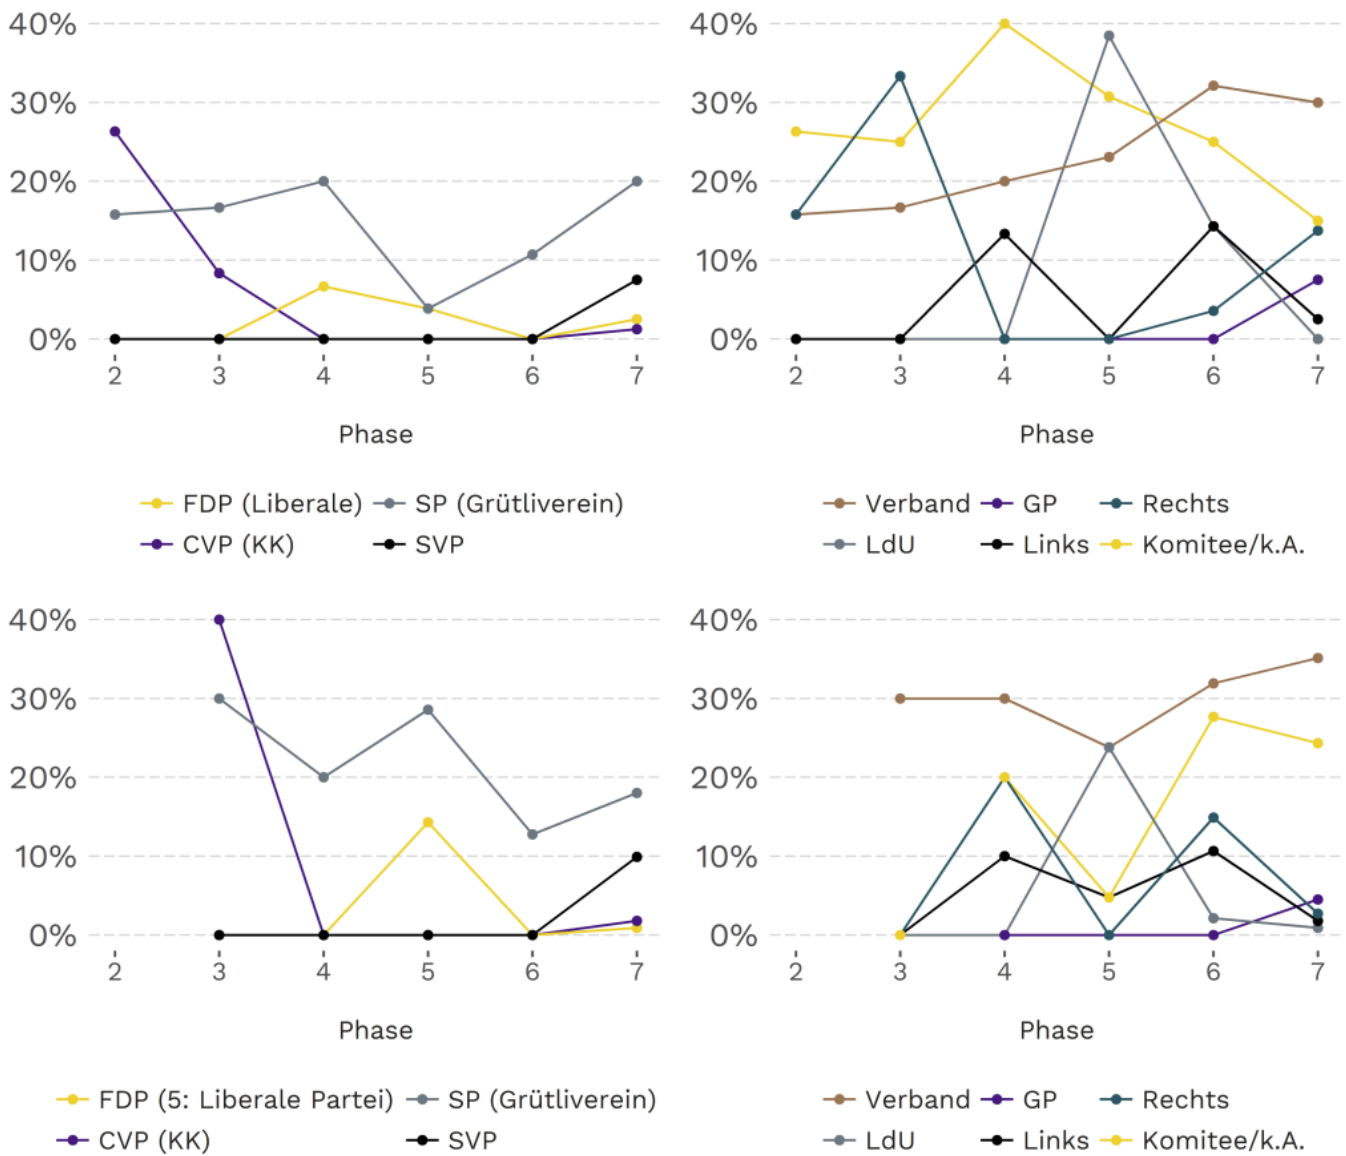 40%
30%
20%
10%
0%
2 3 4 5 6 7
Phase
FDP (Liberale) SP (Grütliverein)
CVP (KK) SVP
40%
30%
20%
10%
0%
2 3 4 5 6 7
Phase
Verband GP Rechts
LdU Links Komitee/k.A.
40%
30%
20%
10%
0%
2 3 4 5 6 7
Phase
FDP (5: Liberale Partei) SP (Grütliverein)
CVP (KK) SVP
40%
30%
20%
10%
0%
2 3 4 5 6 7
Phase
Verband GP Rechts
LdU Links Komitee/k.A.